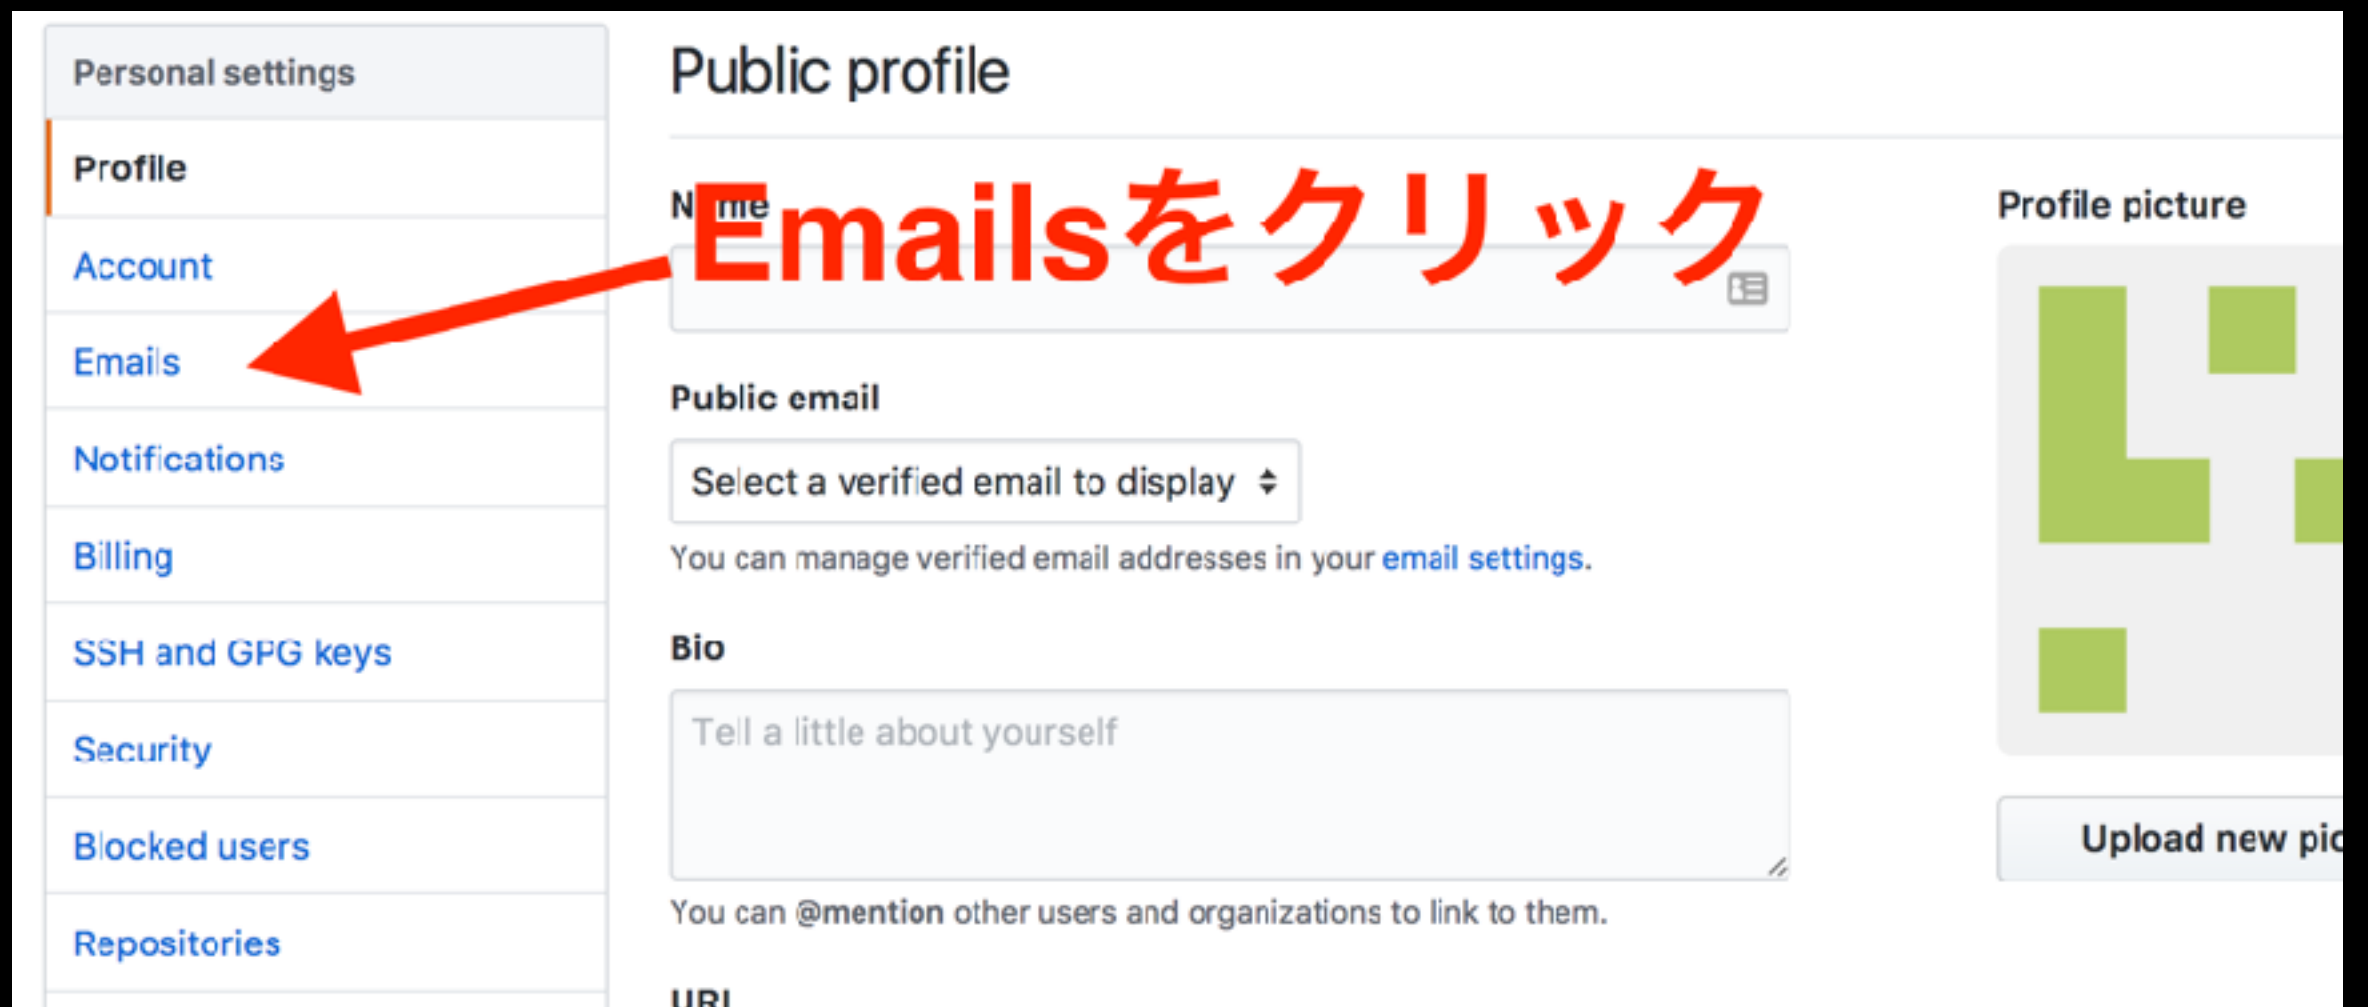 Personal settings
Profile
Account
Emails
Notifications
Billing
SSH and GPG keys
Security
Blocked users
Repositories
Public profile
Name
Emailsをクリック
Public email
Select a verified email to display
You can manage verified email addresses in your email settings.
Bio
Tell a little about yourself
You can @mention other users and organizations to link to them.
URL
Profile picture
Upload new pic